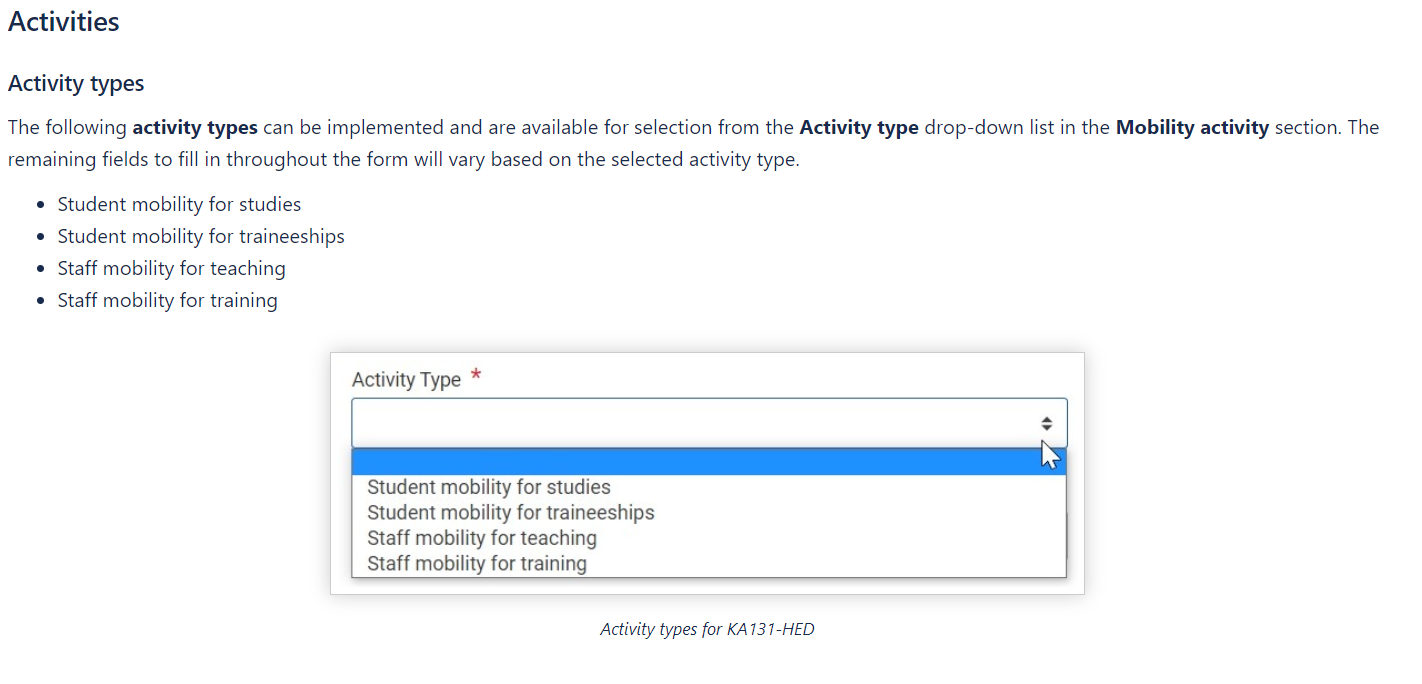 Activities
Activity types
The following activity types can be implemented and are available for selection from the Activity type drop-down list in the Mobility activity section. The
remaining fields to fill in throughout the form will vary based on the selected activity type.
Student mobility for studies
Student mobility for traineeships
Staff mobility for teaching
Staff mobility for training
Activity Type *
Student mobility for studies
Student mobility for traineeships
Staff mobility for teaching
Staff mobility for training
Activity types for KA131-HED